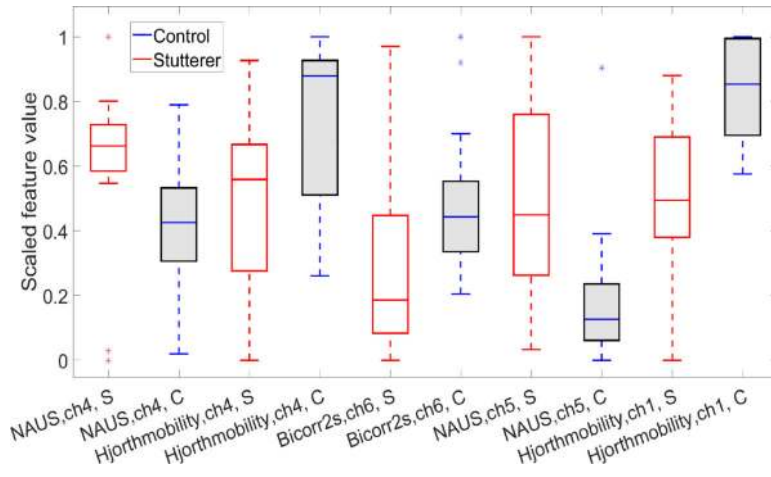 Control
Stutterer
Scaled feature value
1
0.8
0.6
0.4
0.2
0
NAUS,ch4, S
NAUS,ch4, C
Hjorthmobility,ch4, S
Hjorthmobility,ch4, C
Bicorr2s,ch6, S
Bicorr2s,ch6, C
NAUS,ch5, S
NAUS,ch5, C
Hjorthmobility,ch1, S
Hjorthmobility,ch1, C